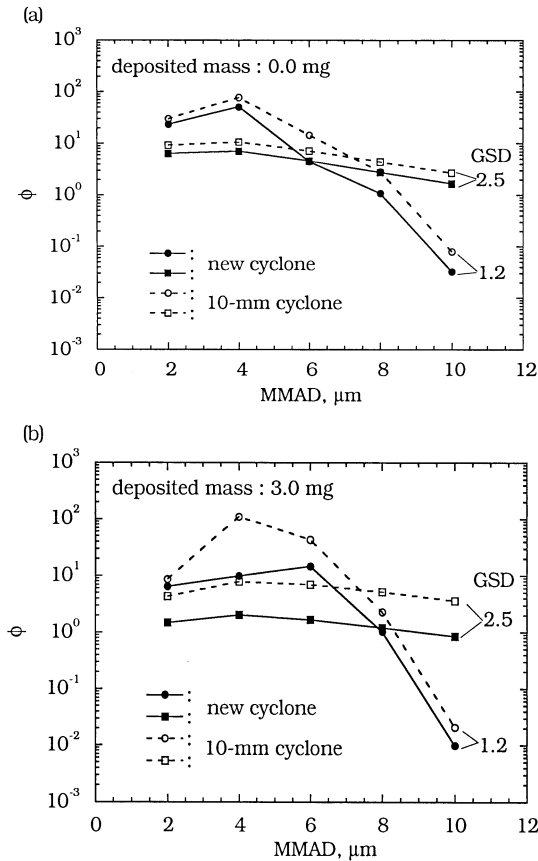 (a)
10³
deposited mass : 0.0 mg
10²
10¹
GSD
2.5
ϕ
10⁰
10⁻¹
1.2
: new cyclone
:
10⁻²
: 10-mm cyclone
:
10⁻³
0 2 4 6 8 10 12
MMAD, μm
(b)
10³
deposited mass : 3.0 mg
10²
10¹
GSD
2.5
ϕ
10⁰
10⁻¹
: new cyclone
:
1.2
: 10-mm cyclone
:
10⁻²
10⁻³
0 2 4 6 8 10 12
MMAD, μm